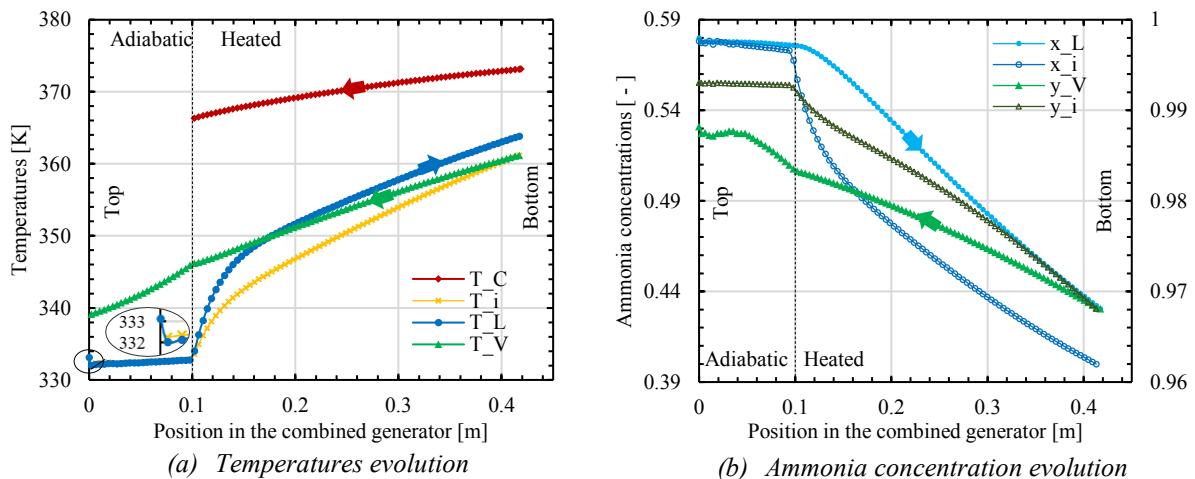 Adiabatic Heated
Temperatures [K]
370
360
350
340
330
Top
Bottom
333
332
T_C
T_i
T_L
T_V
0 0.1 0.2 0.3 0.4
Position in the combined generator [m]
(a) Temperatures evolution
Ammonia concentrations [ - ]
0.59
0.54
0.49
0.44
0.39
1
0.99
0.98
0.97
0.96
x_L
x_i
y_V
y_i
Top
Bottom
Adiabatic Heated
0 0.1 0.2 0.3 0.4
Position in the combined generator [m]
(b) Ammonia concentration evolution